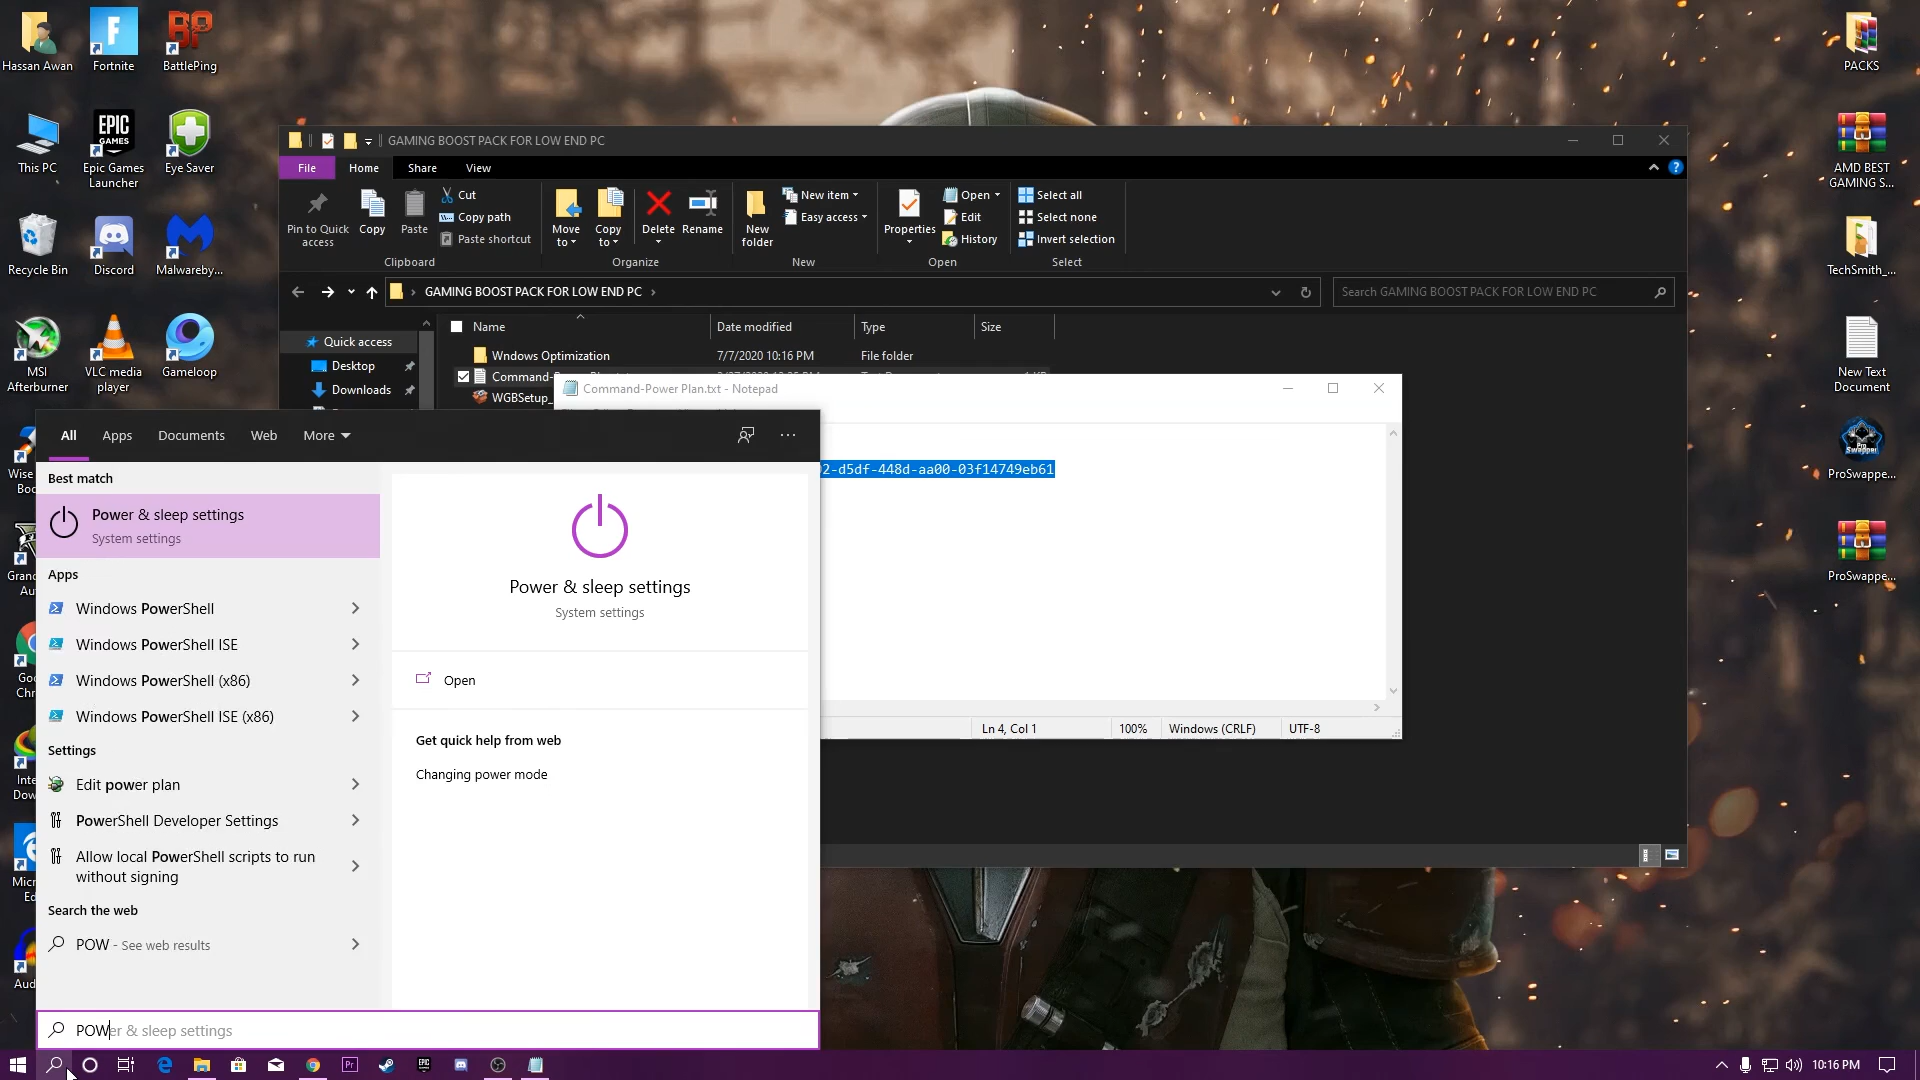 Hassan Awan
Fortnite
BattlePing
This PC
Epic Games
Launcher
Eye Saver
Recycle Bin
Discord
Malwareby...
MSI
Afterburner
VLC media
player
Gameloop
PACKS
AMD BEST
GAMING S...
TechSmith_...
New Text
Document
ProSwappe...
ProSwappe...
GAMING BOOST PACK FOR LOW END PC
File
Home
Share
View
Pin to Quick
access
Copy
Paste
Cut
Copy path
Paste shortcut
Clipboard
Move
to
Copy
to
Delete
Rename
Organize
New
folder
New item
Easy access
New
Properties
Open
Edit
History
Open
Select all
Select none
Invert selection
Select
GAMING BOOST PACK FOR LOW END PC
Search GAMING BOOST PACK FOR LOW END PC
Name
Date modified
Type
Size
Quick access
Desktop
Downloads
Windows Optimization
7/7/2020 10:16 PM
File folder
Command-
WGBSetup_
Command-Power Plan.txt - Notepad
2-d5df-448d-aa00-03f14749eb61
Ln 4, Col 1
100%
Windows (CRLF)
UTF-8
All
Apps
Documents
Web
More
Best match
Power & sleep settings
System settings
Apps
Windows PowerShell
Windows PowerShell ISE
Windows PowerShell (x86)
Windows PowerShell ISE (x86)
Settings
Edit power plan
PowerShell Developer Settings
Allow local PowerShell scripts to run
without signing
Search the web
POW - See web results
Power & sleep settings
System settings
Open
Get quick help from web
Changing power mode
POWer & sleep settings
10:16 PM